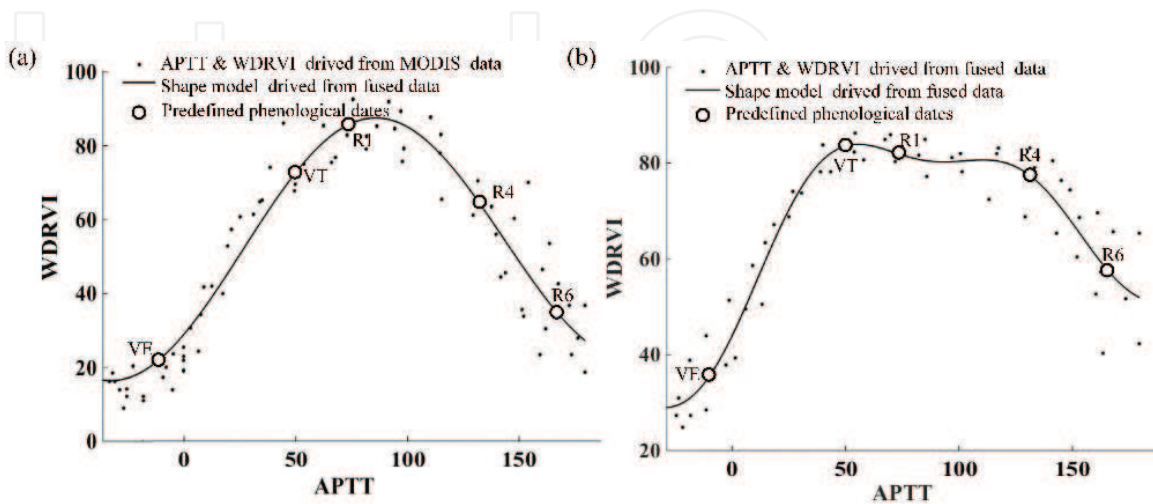 (a)
APTT & WDRVI drived from MODIS data
Shape model drived from fused data
Predefined phenological dates
100
80
60
40
20
0
WDRVI
VE
VT
R1
R4
R6
0
50
100
150
APTT
(b)
APTT & WDRVI drived from fused data
Shape model drived from fused data
Predefined phenological dates
100
80
60
40
20
WDRVI
VE
VT
R1
R4
R6
0
50
100
150
APTT